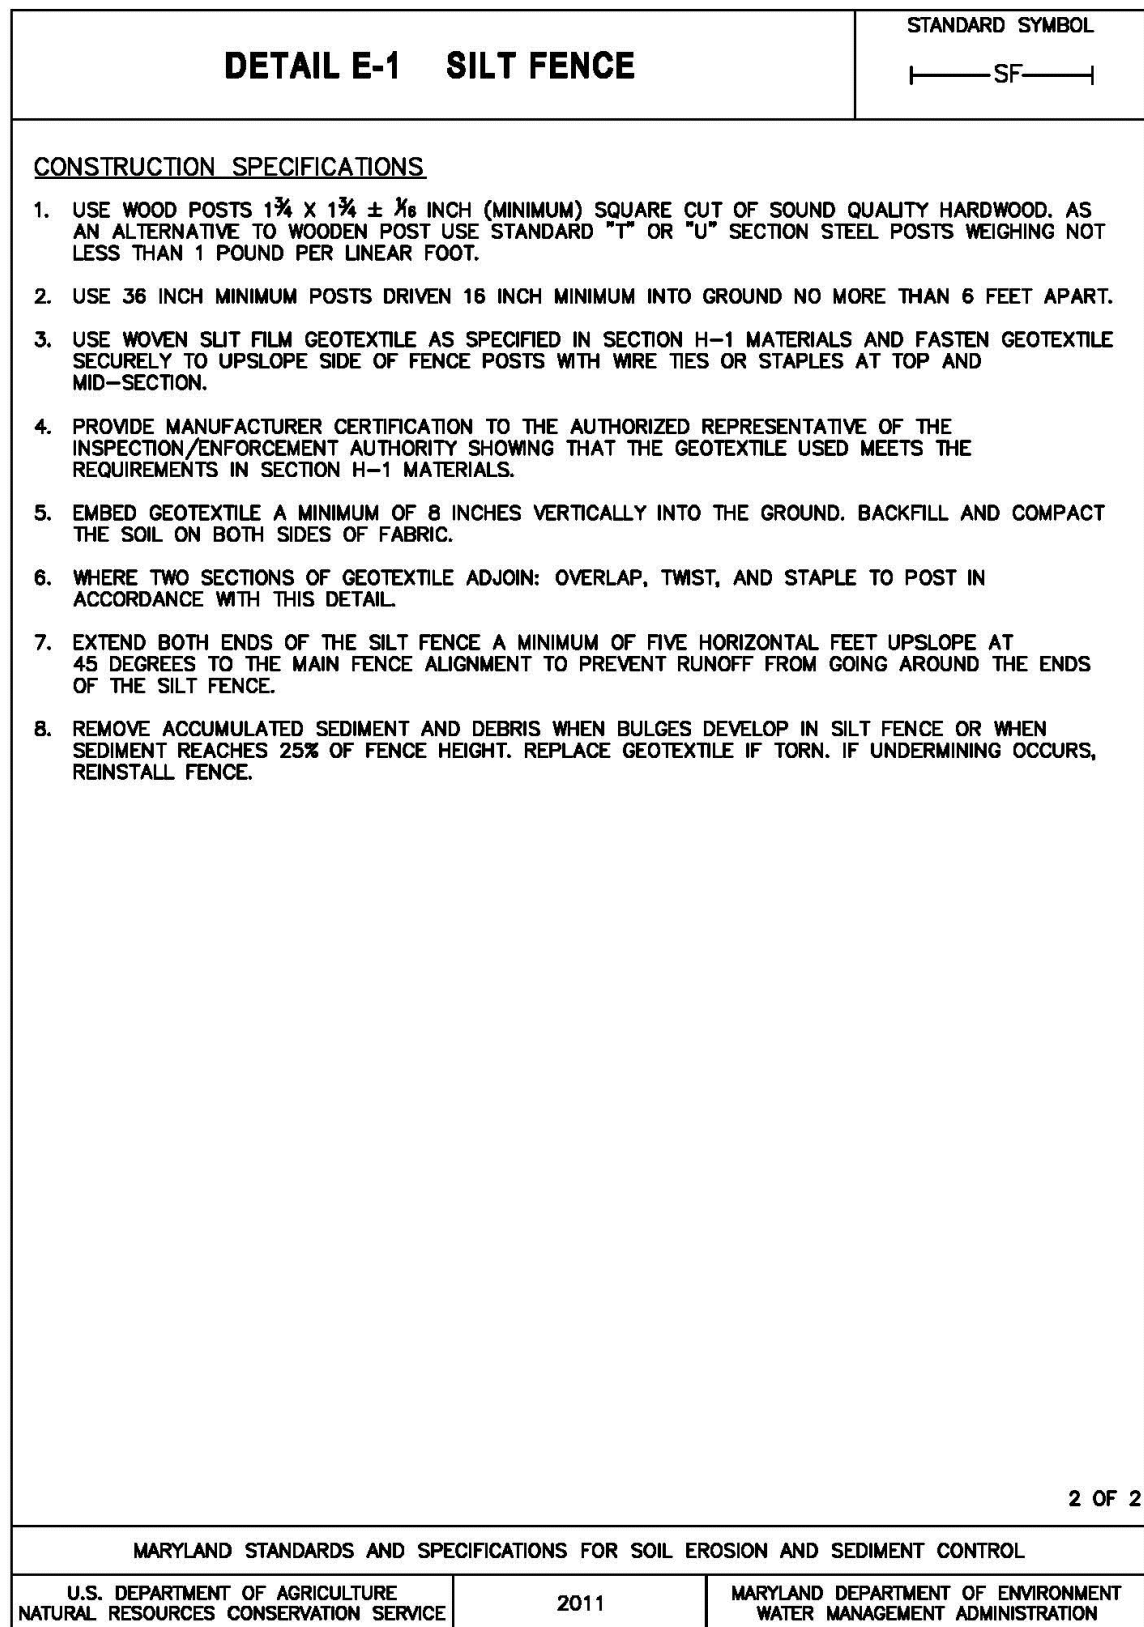 DETAIL E-1 SILT FENCE
STANDARD SYMBOL
SF
CONSTRUCTION SPECIFICATIONS
1. USE WOOD POSTS 1¾ X 1¾ ± 1⁄16 INCH (MINIMUM) SQUARE CUT OF SOUND QUALITY HARDWOOD. AS
AN ALTERNATIVE TO WOODEN POST USE STANDARD "T" OR "U" SECTION STEEL POSTS WEIGHING NOT
LESS THAN 1 POUND PER LINEAR FOOT.
2. USE 36 INCH MINIMUM POSTS DRIVEN 16 INCH MINIMUM INTO GROUND NO MORE THAN 6 FEET APART.
3. USE WOVEN SLIT FILM GEOTEXTILE AS SPECIFIED IN SECTION H-1 MATERIALS AND FASTEN GEOTEXTILE
SECURELY TO UPSLOPE SIDE OF FENCE POSTS WITH WIRE TIES OR STAPLES AT TOP AND
MID-SECTION.
4. PROVIDE MANUFACTURER CERTIFICATION TO THE AUTHORIZED REPRESENTATIVE OF THE
INSPECTION/ENFORCEMENT AUTHORITY SHOWING THAT THE GEOTEXTILE USED MEETS THE
REQUIREMENTS IN SECTION H-1 MATERIALS.
5. EMBED GEOTEXTILE A MINIMUM OF 8 INCHES VERTICALLY INTO THE GROUND. BACKFILL AND COMPACT
THE SOIL ON BOTH SIDES OF FABRIC.
6. WHERE TWO SECTIONS OF GEOTEXTILE ADJOIN: OVERLAP, TWIST, AND STAPLE TO POST IN
ACCORDANCE WITH THIS DETAIL.
7. EXTEND BOTH ENDS OF THE SILT FENCE A MINIMUM OF FIVE HORIZONTAL FEET UPSLOPE AT
45 DEGREES TO THE MAIN FENCE ALIGNMENT TO PREVENT RUNOFF FROM GOING AROUND THE ENDS
OF THE SILT FENCE.
8. REMOVE ACCUMULATED SEDIMENT AND DEBRIS WHEN BULGES DEVELOP IN SILT FENCE OR WHEN
SEDIMENT REACHES 25% OF FENCE HEIGHT. REPLACE GEOTEXTILE IF TORN. IF UNDERMINING OCCURS,
REINSTALL FENCE.
2 OF 2
MARYLAND STANDARDS AND SPECIFICATIONS FOR SOIL EROSION AND SEDIMENT CONTROL
U.S. DEPARTMENT OF AGRICULTURE
NATURAL RESOURCES CONSERVATION SERVICE
2011
MARYLAND DEPARTMENT OF ENVIRONMENT
WATER MANAGEMENT ADMINISTRATION